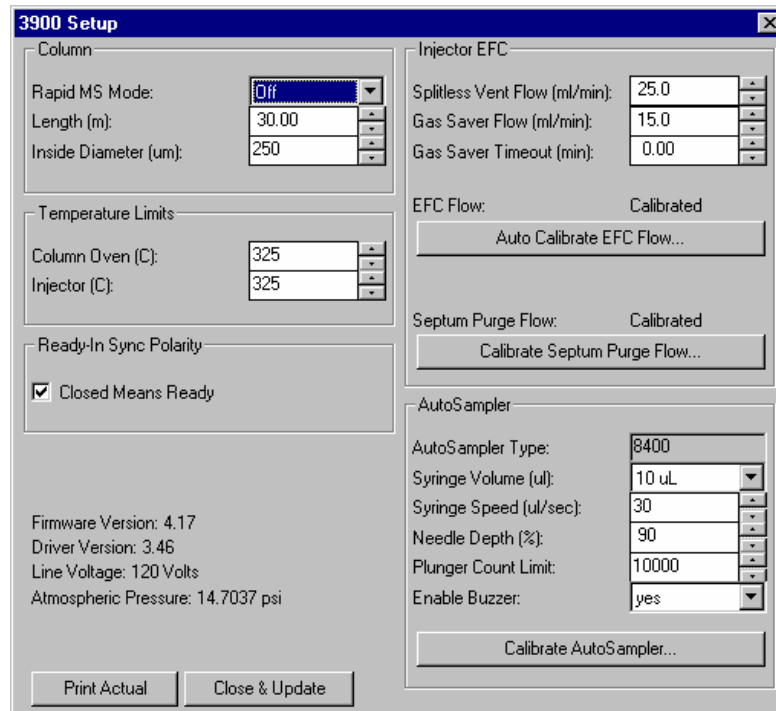 3900 Setup
Column
Rapid MS Mode: Off
Length (m): 30.00
Inside Diameter (um): 250
Temperature Limits
Column Oven (C): 325
Injector (C): 325
Ready-In Sync Polarity
Closed Means Ready
Firmware Version: 4.17
Driver Version: 3.46
Line Voltage: 120 Volts
Atmospheric Pressure: 14.7037 psi
Print Actual
Close & Update
Injector EFC
Splitless Vent Flow (ml/min): 25.0
Gas Saver Flow (ml/min): 15.0
Gas Saver Timeout (min): 0.00
EFC Flow: Calibrated
Auto Calibrate EFC Flow...
Septum Purge Flow: Calibrated
Calibrate Septum Purge Flow...
AutoSampler
AutoSampler Type: 8400
Syringe Volume (ul): 10 uL
Syringe Speed (ul/sec): 30
Needle Depth (%): 90
Plunger Count Limit: 10000
Enable Buzzer: yes
Calibrate AutoSampler...